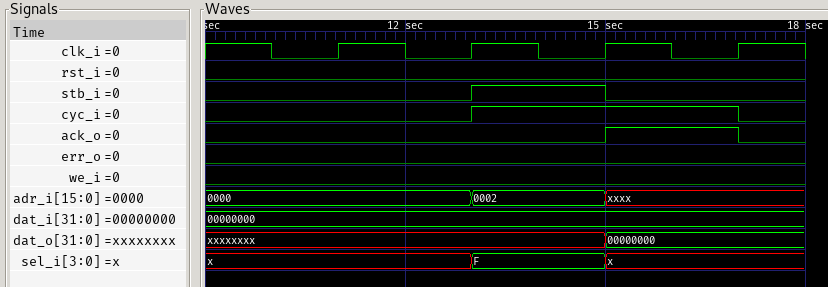 Signals
Waves
Time
sec 12 sec 15 sec 18 sec
clk_i=0
rst_i=0
stb_i=0
cyc_i=0
ack_o=0
err_o=0
we_i=0
adr_i[15:0]=0000 0000 0002 xxxx
dat_i[31:0]=00000000 00000000
dat_o[31:0]=xxxxxxxx xxxxxxxx 00000000
sel_i[3:0]=x x F x